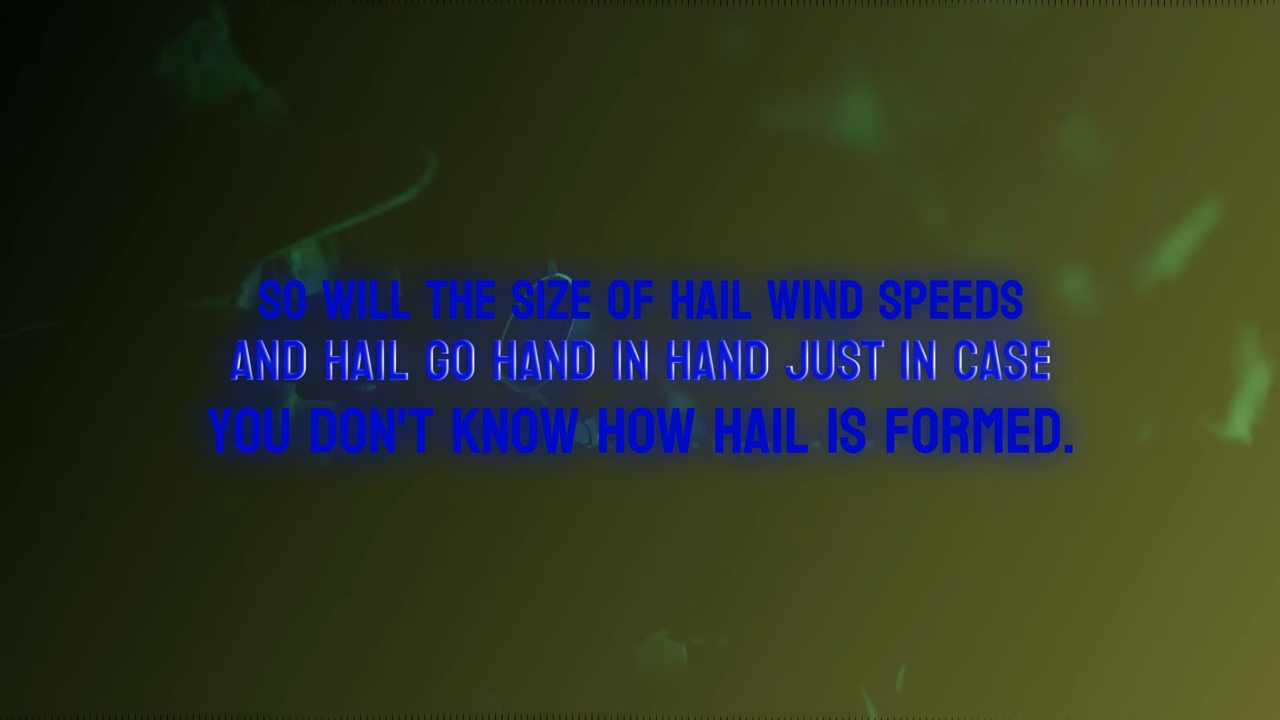 SO WILL THE SIZE OF HAIL WIND SPEEDS
AND HAIL GO HAND IN HAND JUST IN CASE
YOU DON'T KNOW HOW HAIL IS FORMED.